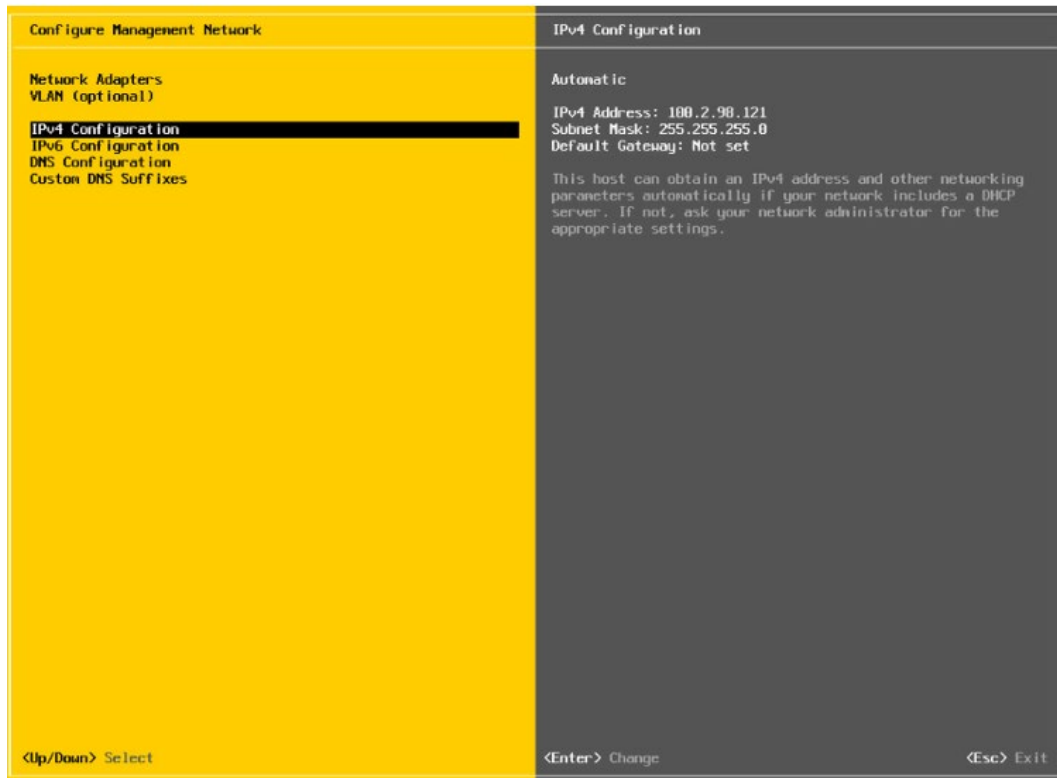 Configure Management Network
IPv4 Configuration
Network Adapters
VLAN (optional)
IPv4 Configuration
IPv6 Configuration
DNS Configuration
Custom DNS Suffixes
Automatic
IPv4 Address: 100.2.98.121
Subnet Mask: 255.255.255.0
Default Gateway: Not set
This host can obtain an IPv4 address and other networking
parameters automatically if your network includes a DHCP
server. If not, ask your network administrator for the
appropriate settings.
<Up/Down> Select
<Enter> Change
<Esc> Exit